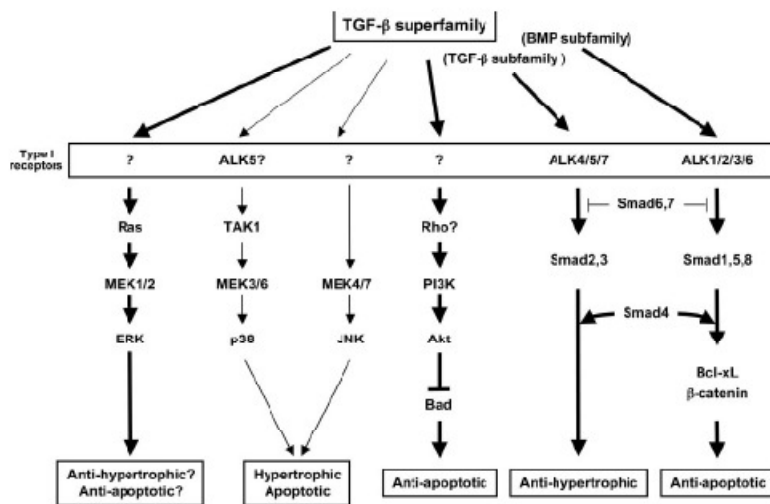 TGF-β superfamily
(BMP subfamily)
(TGF-β subfamily )
Type I
receptors
? ALK5? ? ? ALK4/5/7 ALK1/2/3/6
Smad6,7
Ras TAK1 Rho?
Smad2,3 Smad1,5,8
MEK1/2 MEK3/6 MEK4/7 PI3K
Smad4
ERK p38 JNK Akt
Bcl-xL
β-catenin
Bad
Anti-hypertrophic?
Anti-apoptotic?
Hypertrophic
Apoptotic
Anti-apoptotic
Anti-hypertrophic
Anti-apoptotic